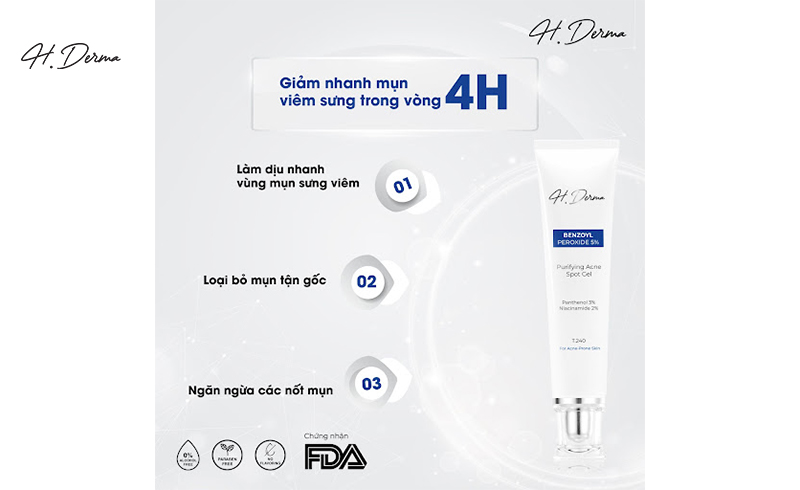 H. Derma
H. Derma
Giảm nhanh mụn
viêm sưng trong vòng 4H
Làm dịu nhanh
vùng mụn sưng viêm
01
Loại bỏ mụn tận gốc
02
Ngăn ngừa các nốt mụn
03
H. Derma
BENZOYL
PEROXIDE 5%
Purifying Acne
Spot Gel
Panthenol 3%
Niacinamide 2%
T.240
For Acne-Prone Skin
0%
ALCOHOL
FREE
PARABEN
FREE
NO
FLAVORING
Chứng nhận
FDA